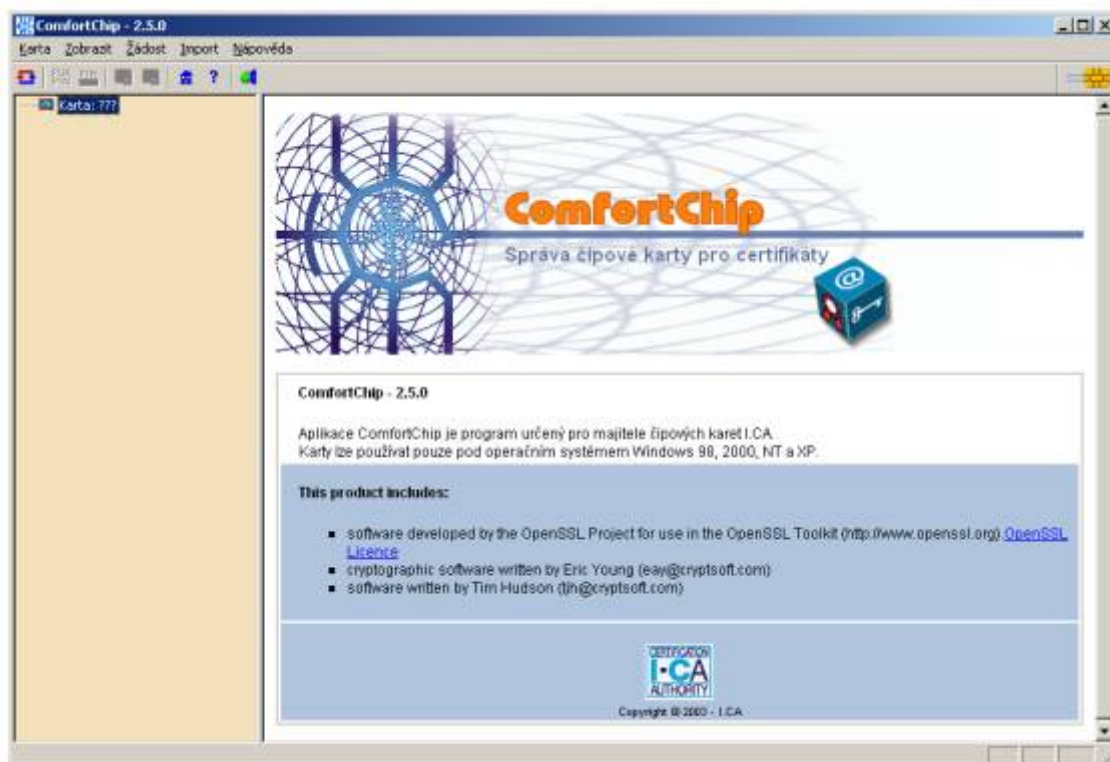 ComfortChip - 2.5.0
Karta Zobrazit Žádost Import Nápověda
Karta: ???
ComfortChip
Správa čipové karty pro certifikáty
ComfortChip - 2.5.0
Aplikace ComfortChip je program určený pro majitele čipových karet I.CA
Karty lze používat pouze pod operačním systémem Windows 98, 2000, NT a XP.
This product includes:
software developed by the OpenSSL Project for use in the OpenSSL Toolkit (http://www.openssl.org) OpenSSL
Licence
cryptographic software written by Eric Young (eay@cryptsoft.com)
software written by Tim Hudson (tjh@cryptsoft.com)
CERTIFICATION
I.CA
AUTHORITY
Copyright © 2003 - I.CA